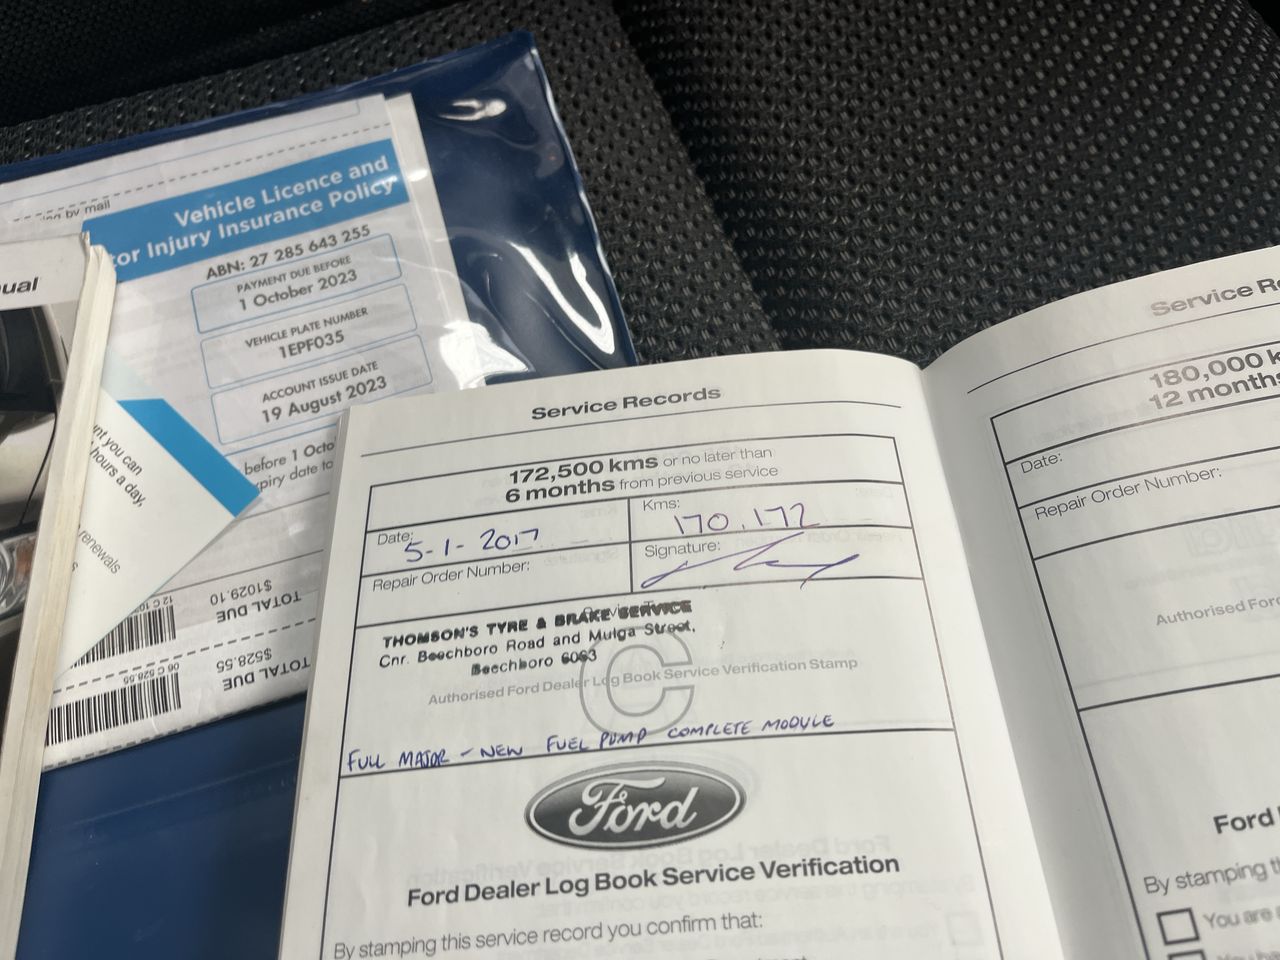 ing by mail
Vehicle Licence and
tor Injury Insurance Policy
ABN: 27 285 643 255
PAYMENT DUE BEFORE
1 October 2023
VEHICLE PLATE NUMBER
1EPF035
ACCOUNT ISSUE DATE
19 August 2023
before 1 Octo
piry date to
ual
nt you can
hours a day,
renewals
s
$1029.10
TOTAL DUE
06 C 528.55
$528.55
TOTAL DUE
Service Records
172,500 kms or no later than
6 months from previous service
Date:
5-1-2017
Kms:
170,172
Repair Order Number:
Signature:
THOMSON'S TYRE & BRAKE SERVICE
Cnr. Beechboro Road and Mulga Street,
Beechboro 6063
C
Authorised Ford Dealer Log Book Service Verification Stamp
FULL MAJOR - NEW FUEL PUMP COMPLETE MODULE
Ford
Ford Dealer Log Book Service Verification
By stamping this service record you confirm that:
Service Re
180,000 k
12 months
Date:
Repair Order Number:
Authorised Ford
Ford
By stamping th
You are